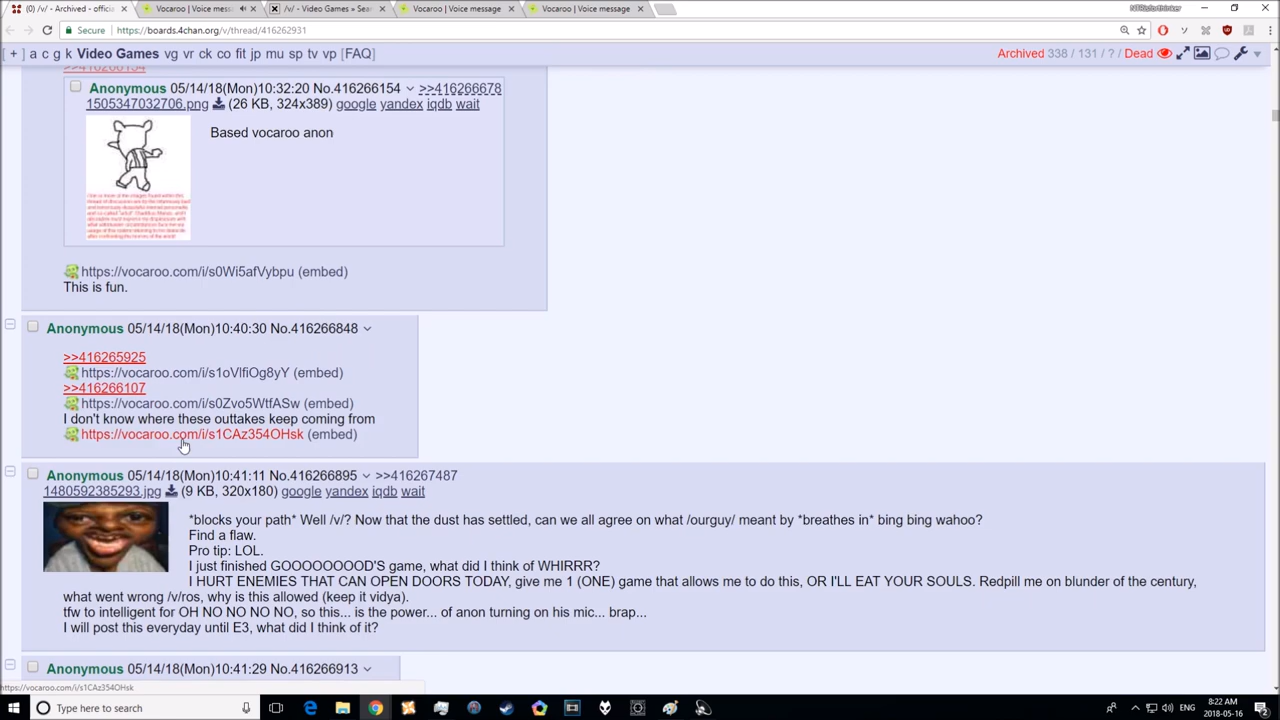 (0) /v/ - Archived - official
Vocaroo | Voice mess
/v/ - Video Games » Sear
Vocaroo | Voice message
Vocaroo | Voice message
Secure
https://boards.4chan.org/v/thread/416262931
[+] a c g k Video Games vg vr ck co fit jp mu sp tv vp [FAQ]
Archived 338 / 131 / ? / Dead
>>416266154
Anonymous 05/14/18(Mon)10:32:20 No.416266154 >>416266678
1505347032706.png (26 KB, 324x389) google yandex iqdb wait
Based vocaroo anon
https://vocaroo.com/i/s0Wi5afVybpu (embed)
This is fun.
Anonymous 05/14/18(Mon)10:40:30 No.416266848
>>416265925
https://vocaroo.com/i/s1oVlfiOg8yY (embed)
>>416266107
https://vocaroo.com/i/s0Zvo5WtfASw (embed)
I don't know where these outtakes keep coming from
https://vocaroo.com/i/s1CAz354OHsk (embed)
Anonymous 05/14/18(Mon)10:41:11 No.416266895 >>416267487
1480592385293.jpg (9 KB, 320x180) google yandex iqdb wait
*blocks your path* Well /v/? Now that the dust has settled, can we all agree on what /ourguy/ meant by *breathes in* bing bing wahoo?
Find a flaw.
Pro tip: LOL.
I just finished GOOOOOOOOD'S game, what did I think of WHIRRR?
I HURT ENEMIES THAT CAN OPEN DOORS TODAY, give me 1 (ONE) game that allows me to do this, OR I'LL EAT YOUR SOULS. Redpill me on blunder of the century,
what went wrong /v/ros, why is this allowed (keep it vidya).
tfw to intelligent for OH NO NO NO NO, so this... is the power... of anon turning on his mic... brap...
I will post this everyday until E3, what did I think of it?
Anonymous 05/14/18(Mon)10:41:29 No.416266913
https://vocaroo.com/i/s1CAz354OHsk
Type here to search
ENG
8:22 AM
2018-05-16
2